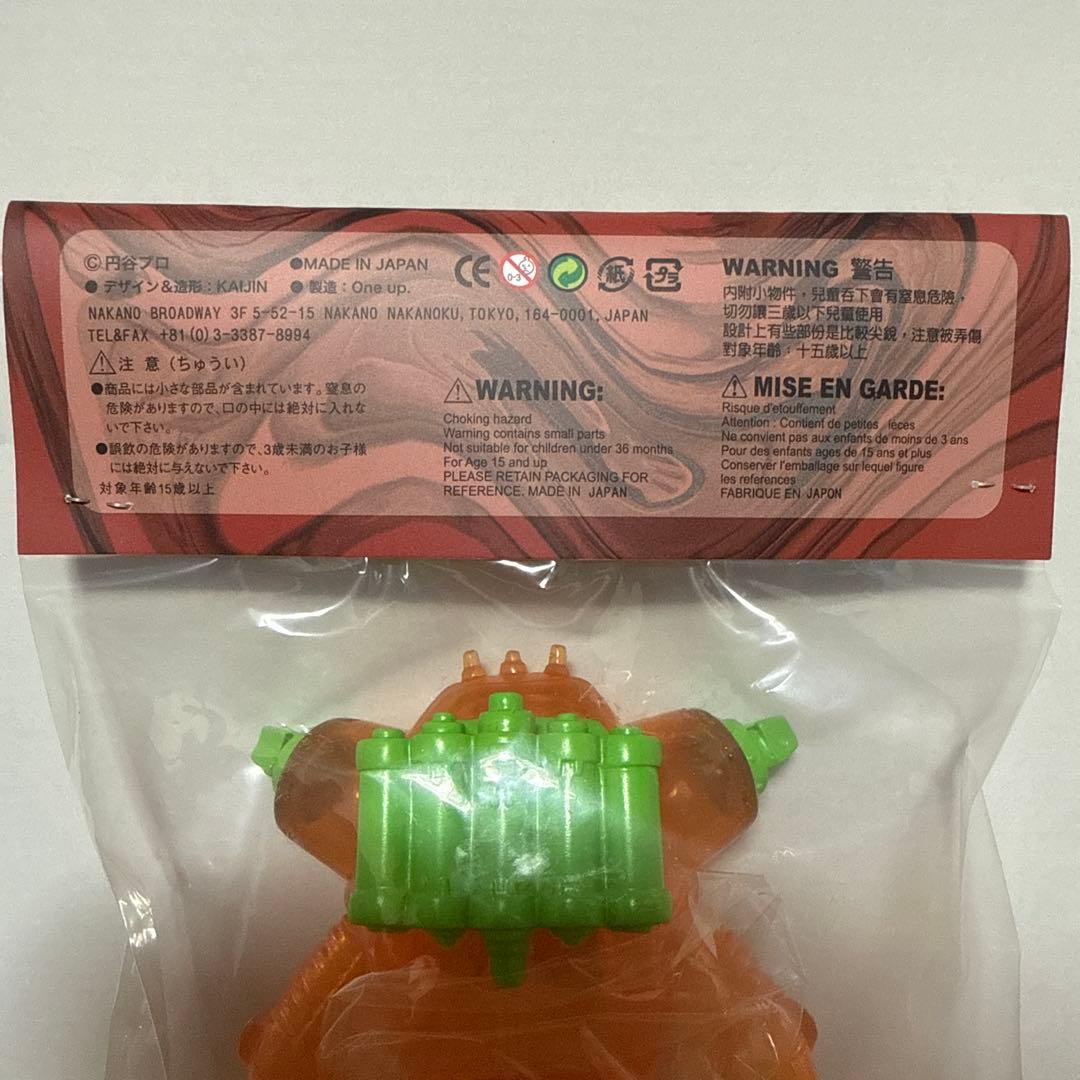 ©円谷プロ ●MADE IN JAPAN CE 0-3 紙 プラ
● デザイン&造形：KAIJIN ● 製造：One up.
NAKANO BROADWAY 3F 5-52-15 NAKANO NAKANOKU, TOKYO, 164-0001, JAPAN
TEL&FAX +81(0)3-3387-8994
⚠注 意（ちゅうい）
●商品には小さな部品が含まれています。窒息の
危険がありますので、口の中には絶対に入れな
いで下さい。
●誤飲の危険がありますので、3歳未満のお子様
には絶対に与えないで下さい。
対象年齢15歳以上
⚠WARNING:
Choking hazard
Warning contains small parts
Not suitable for children under 36 months
For Age 15 and up
PLEASE RETAIN PACKAGING FOR
REFERENCE. MADE IN JAPAN
WARNING 警告
内附小物件，兒童吞下會有窒息危險，
切勿讓三歲以下兒童使用
設計上有些部份是比較尖銳，注意被弄傷
對象年齡：十五歲以上
⚠ MISE EN GARDE:
Risque d'etouffement
Attention : Contient de petites ieces
Ne convient pas aux enfants de moins de 3 ans
Pour des enfants ages de 15 ans et plus
Conserver l'emballage sur lequel figure
les references
FABRIQUE EN JAPON